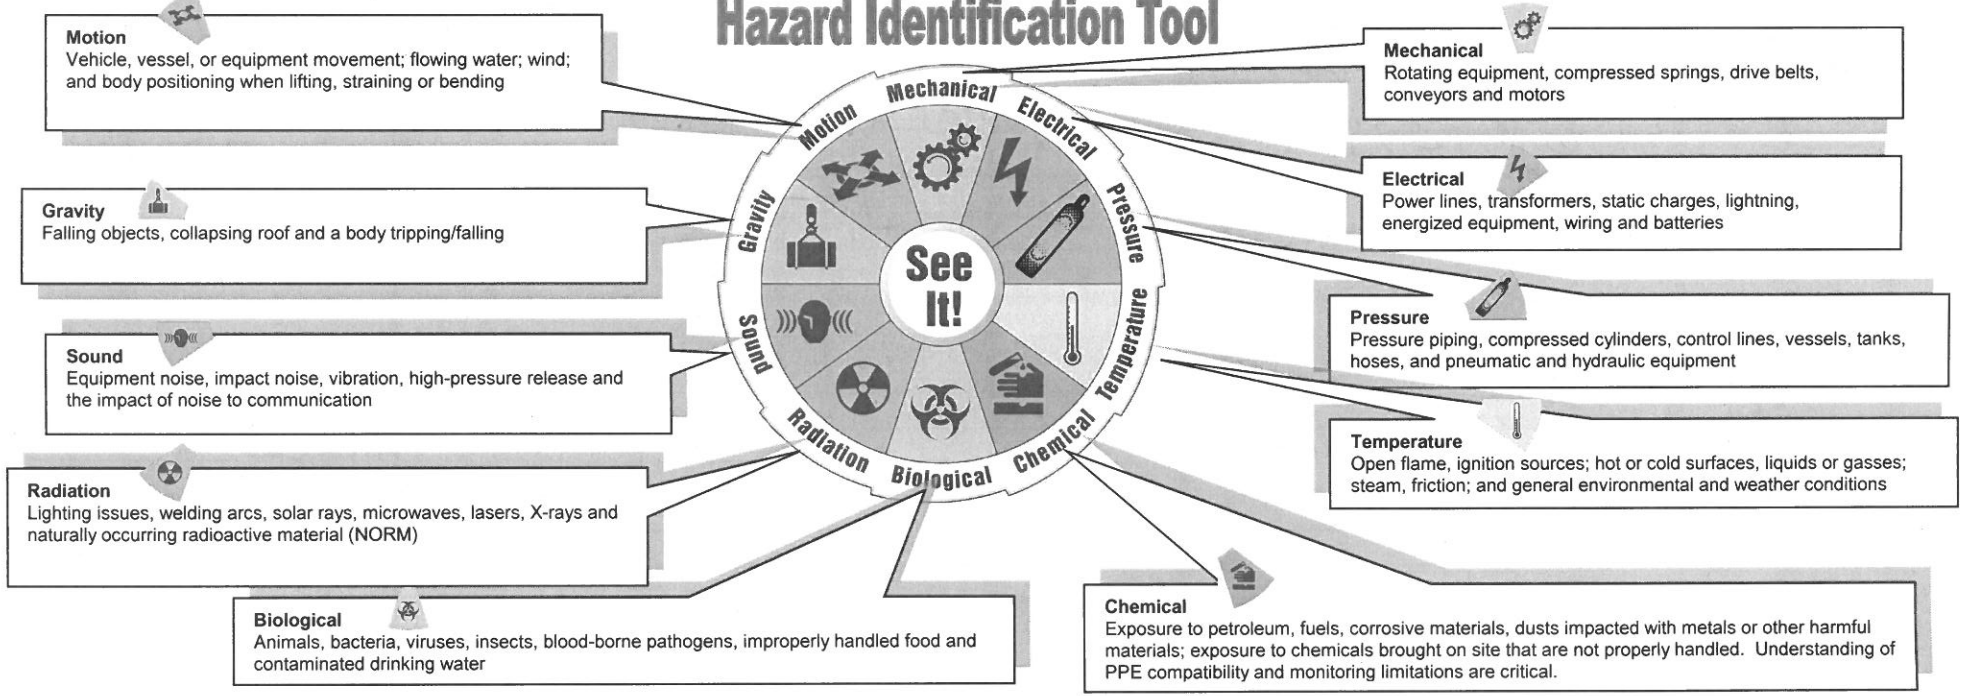 Hazard Identification Tool
Motion
Vehicle, vessel, or equipment movement; flowing water; wind;
and body positioning when lifting, straining or bending
Mechanical
Rotating equipment, compressed springs, drive belts,
conveyors and motors
Gravity
Falling objects, collapsing roof and a body tripping/falling
Electrical
Power lines, transformers, static charges, lightning,
energized equipment, wiring and batteries
Sound
Equipment noise, impact noise, vibration, high-pressure release and
the impact of noise to communication
Pressure
Pressure piping, compressed cylinders, control lines, vessels, tanks,
hoses, and pneumatic and hydraulic equipment
Radiation
Lighting issues, welding arcs, solar rays, microwaves, lasers, X-rays and
naturally occurring radioactive material (NORM)
Temperature
Open flame, ignition sources; hot or cold surfaces, liquids or gasses;
steam, friction; and general environmental and weather conditions
Biological
Animals, bacteria, viruses, insects, blood-borne pathogens, improperly handled food and
contaminated drinking water
Chemical
Exposure to petroleum, fuels, corrosive materials, dusts impacted with metals or other harmful
materials; exposure to chemicals brought on site that are not properly handled.  Understanding of
PPE compatibility and monitoring limitations are critical.
See
It!
Mechanical
Electrical
Pressure
Temperature
Chemical
Biological
Radiation
Sound
Gravity
Motion